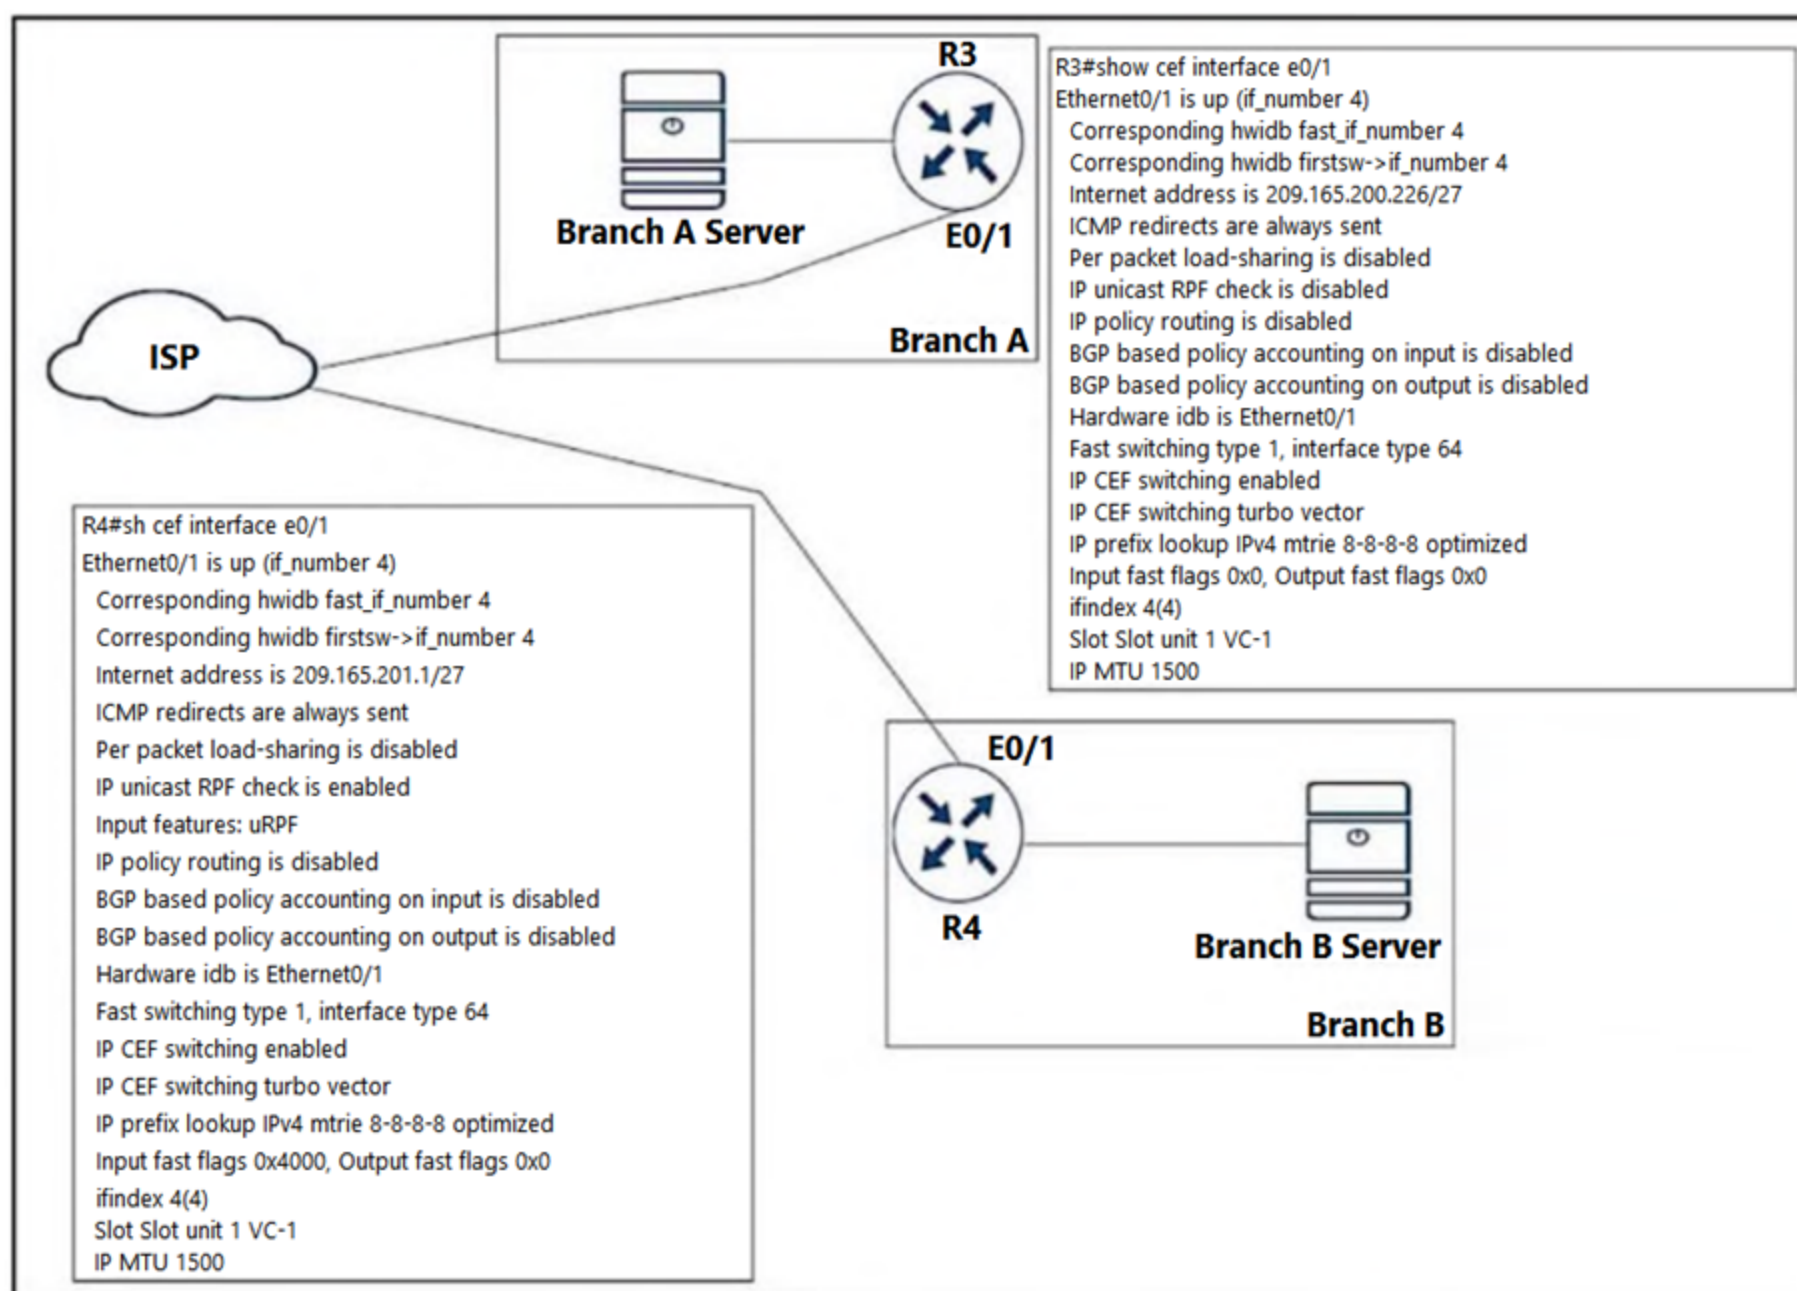 R3
Branch A Server
E0/1
Branch A
ISP
R3#show cef interface e0/1
Ethernet0/1 is up (if_number 4)
Corresponding hwidb fast_if_number 4
Corresponding hwidb firstsw->if_number 4
Internet address is 209.165.200.226/27
ICMP redirects are always sent
Per packet load-sharing is disabled
IP unicast RPF check is disabled
IP policy routing is disabled
BGP based policy accounting on input is disabled
BGP based policy accounting on output is disabled
Hardware idb is Ethernet0/1
Fast switching type 1, interface type 64
IP CEF switching enabled
IP CEF switching turbo vector
IP prefix lookup IPv4 mtrie 8-8-8-8 optimized
Input fast flags 0x0, Output fast flags 0x0
ifindex 4(4)
Slot Slot unit 1 VC-1
IP MTU 1500
R4#sh cef interface e0/1
Ethernet0/1 is up (if_number 4)
Corresponding hwidb fast_if_number 4
Corresponding hwidb firstsw->if_number 4
Internet address is 209.165.201.1/27
ICMP redirects are always sent
Per packet load-sharing is disabled
IP unicast RPF check is enabled
Input features: uRPF
IP policy routing is disabled
BGP based policy accounting on input is disabled
BGP based policy accounting on output is disabled
Hardware idb is Ethernet0/1
Fast switching type 1, interface type 64
IP CEF switching enabled
IP CEF switching turbo vector
IP prefix lookup IPv4 mtrie 8-8-8-8 optimized
Input fast flags 0x4000, Output fast flags 0x0
ifindex 4(4)
Slot Slot unit 1 VC-1
IP MTU 1500
E0/1
R4
Branch B Server
Branch B